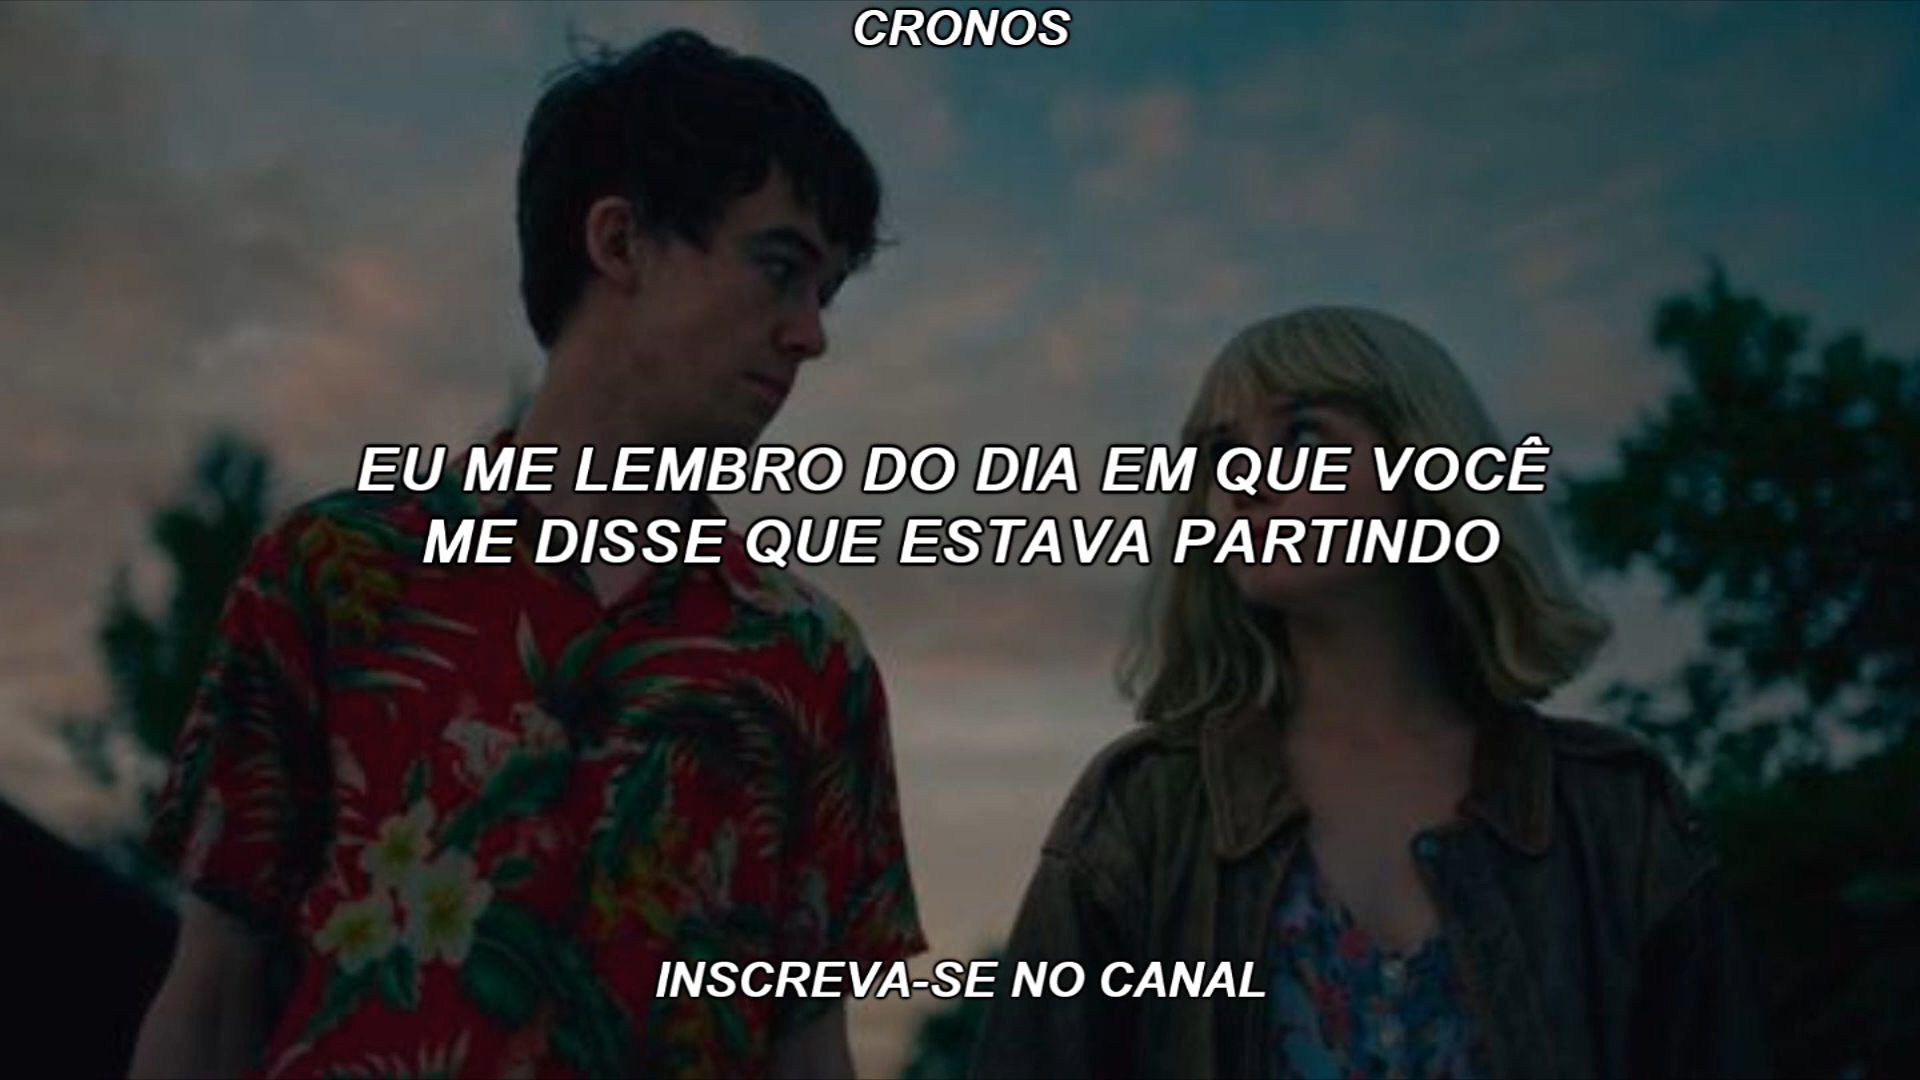 CRONOS
EU ME LEMBRO DO DIA EM QUE VOCÊ
ME DISSE QUE ESTAVA PARTINDO
INSCREVA-SE NO CANAL